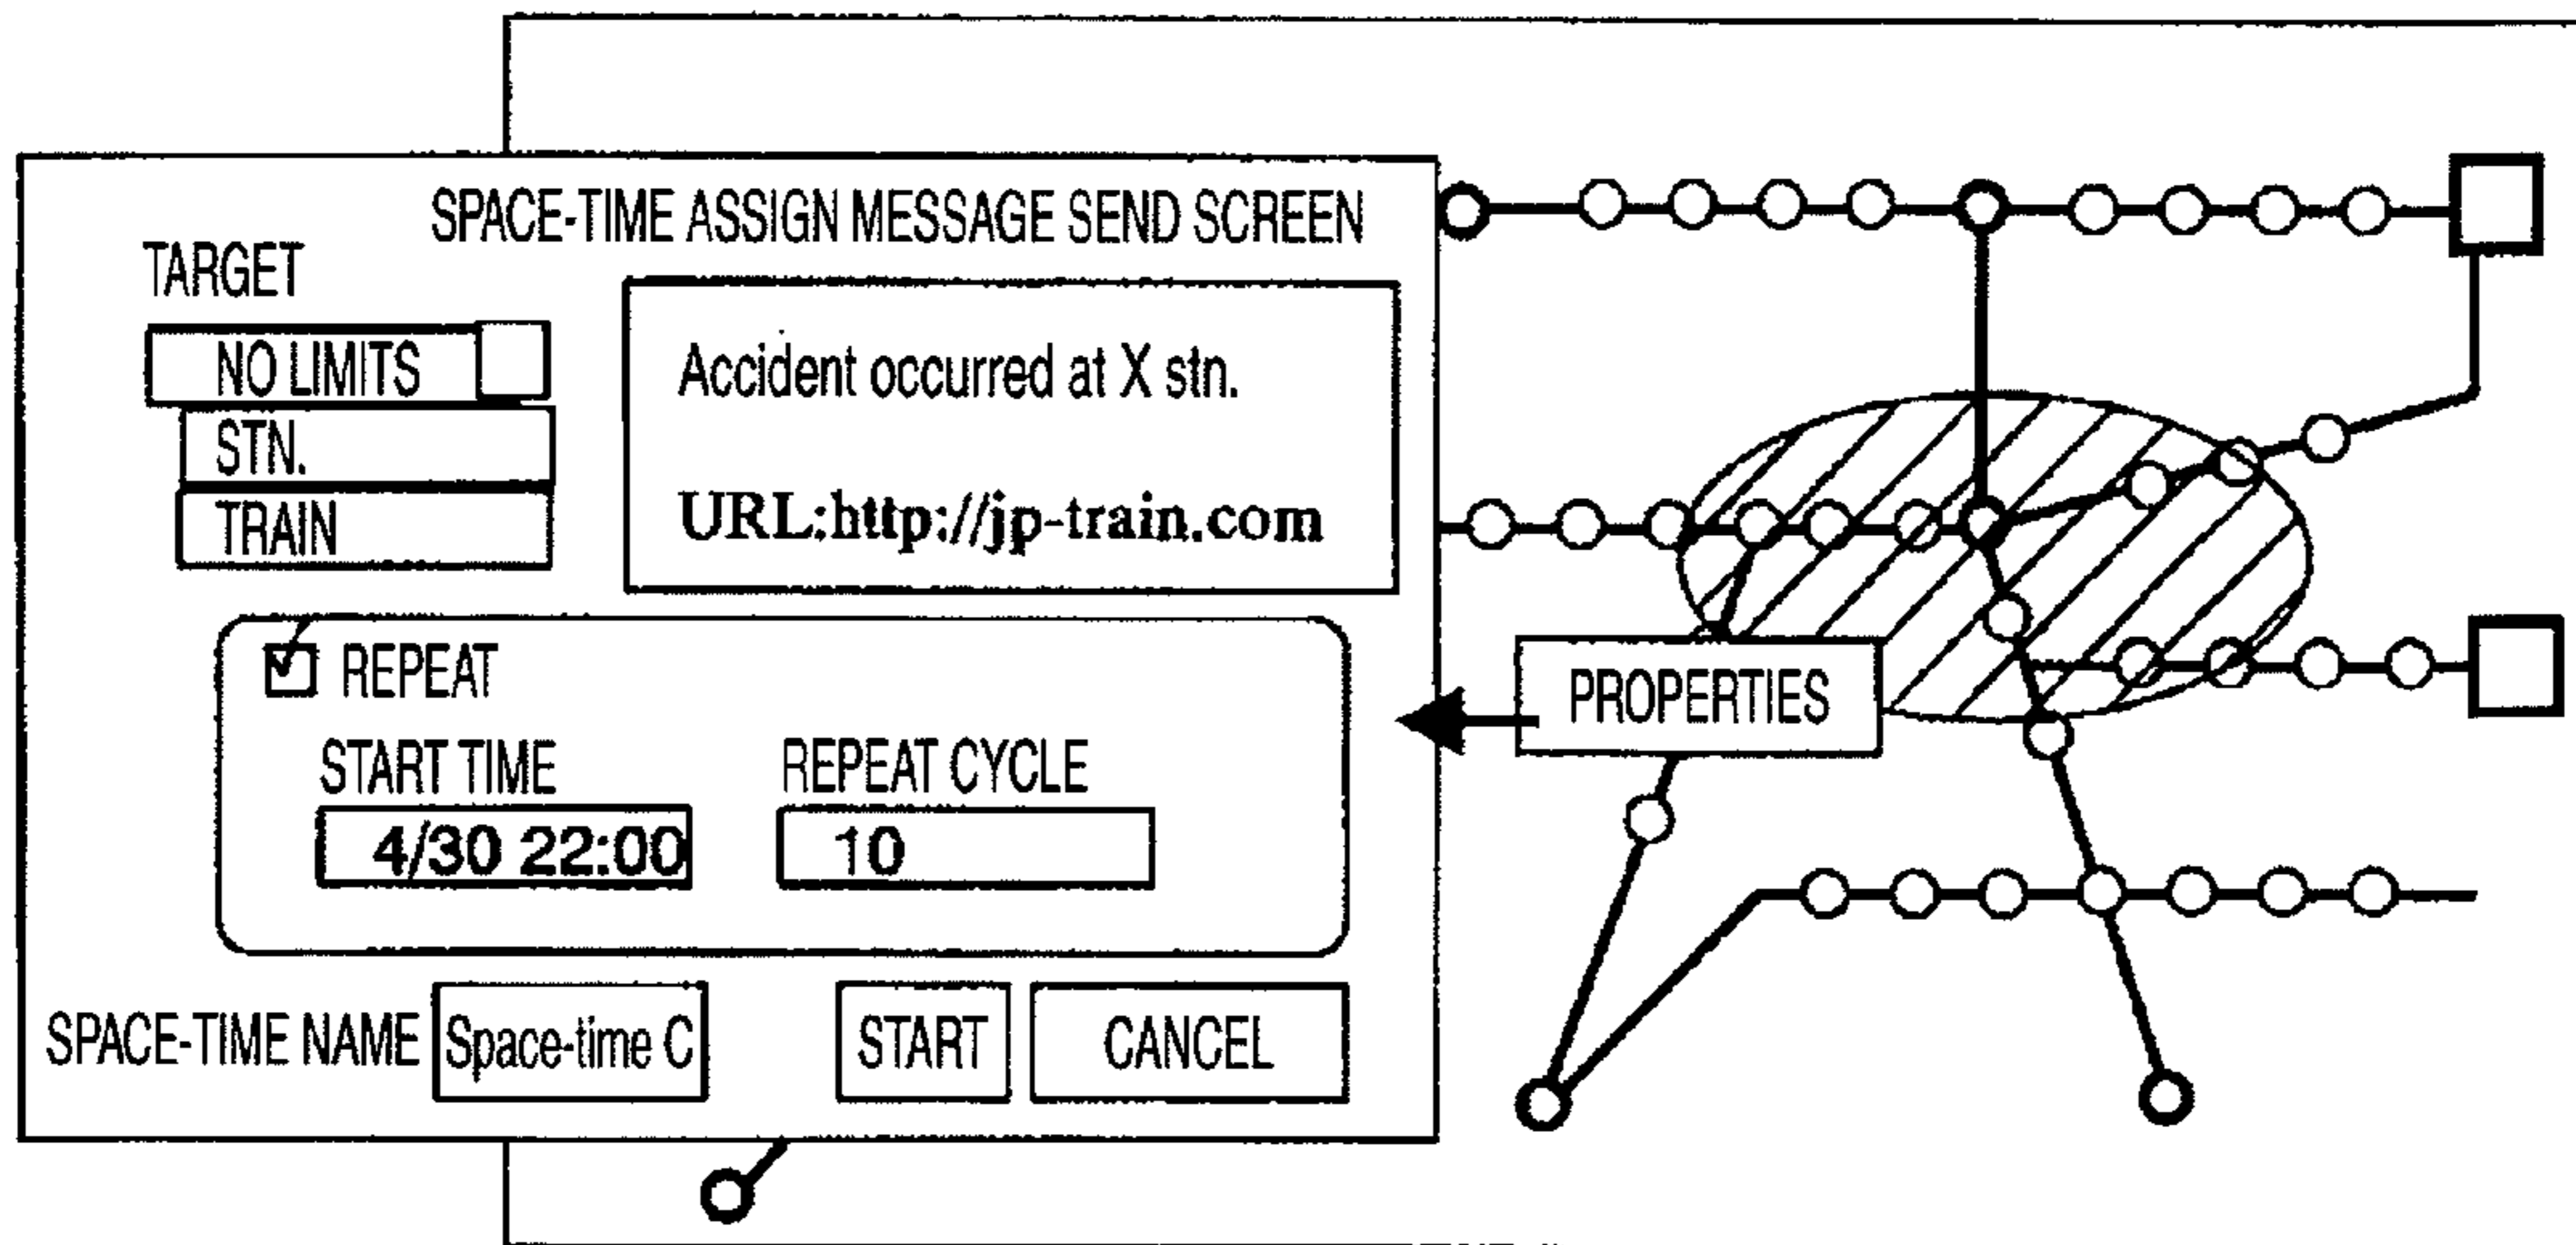 SPACE-TIME ASSIGN MESSAGE SEND SCREEN
TARGET
NO LIMITS
STN.
TRAIN
Accident occurred at X stn.
URL:http://jp-train.com
REPEAT
START TIME
REPEAT CYCLE
4/30 22:00
10
PROPERTIES
SPACE-TIME NAME
Space-time C
START
CANCEL